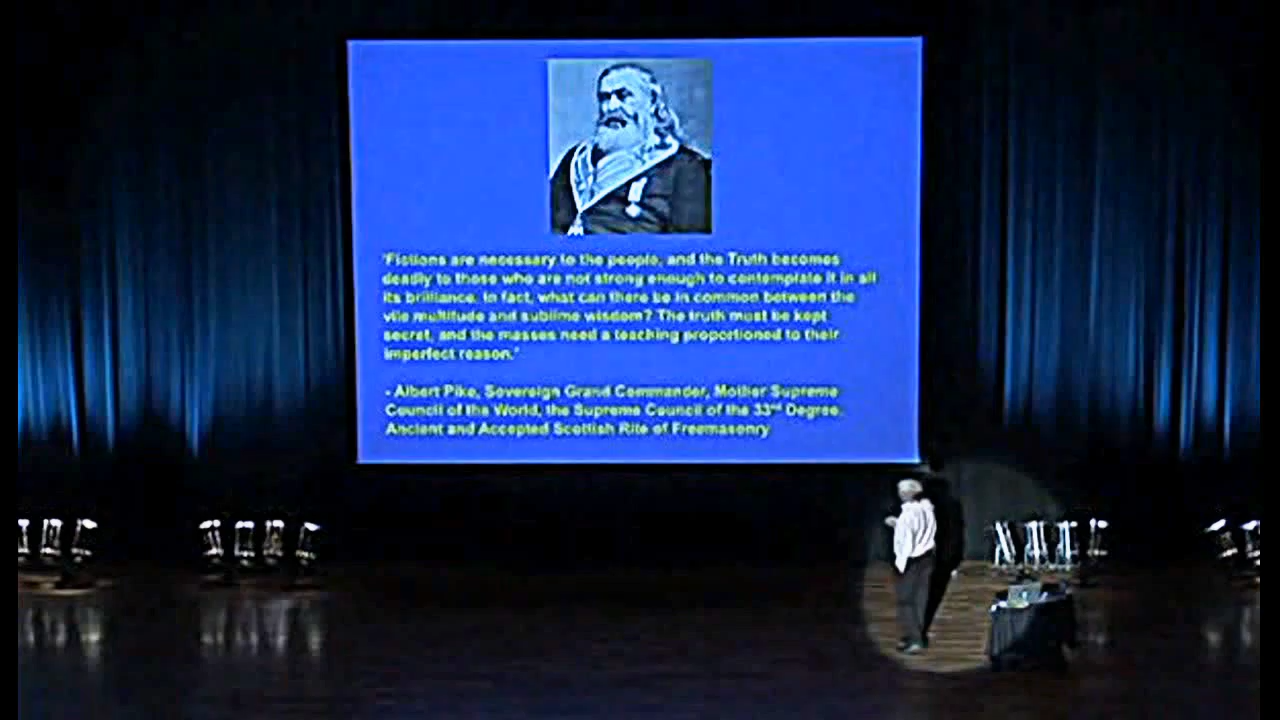 'Fictions are necessary to the people, and the Truth becomes
deadly to those who are not strong enough to contemplate it in all
its brilliance. In fact, what can there be in common between the
vile multitude and sublime wisdom? The truth must be kept
secret, and the masses need a teaching proportioned to their
imperfect reason.'
- Albert Pike, Sovereign Grand Commander, Mother Supreme
Council of the World, the Supreme Council of the 33rd Degree,
Ancient and Accepted Scottish Rite of Freemasonry